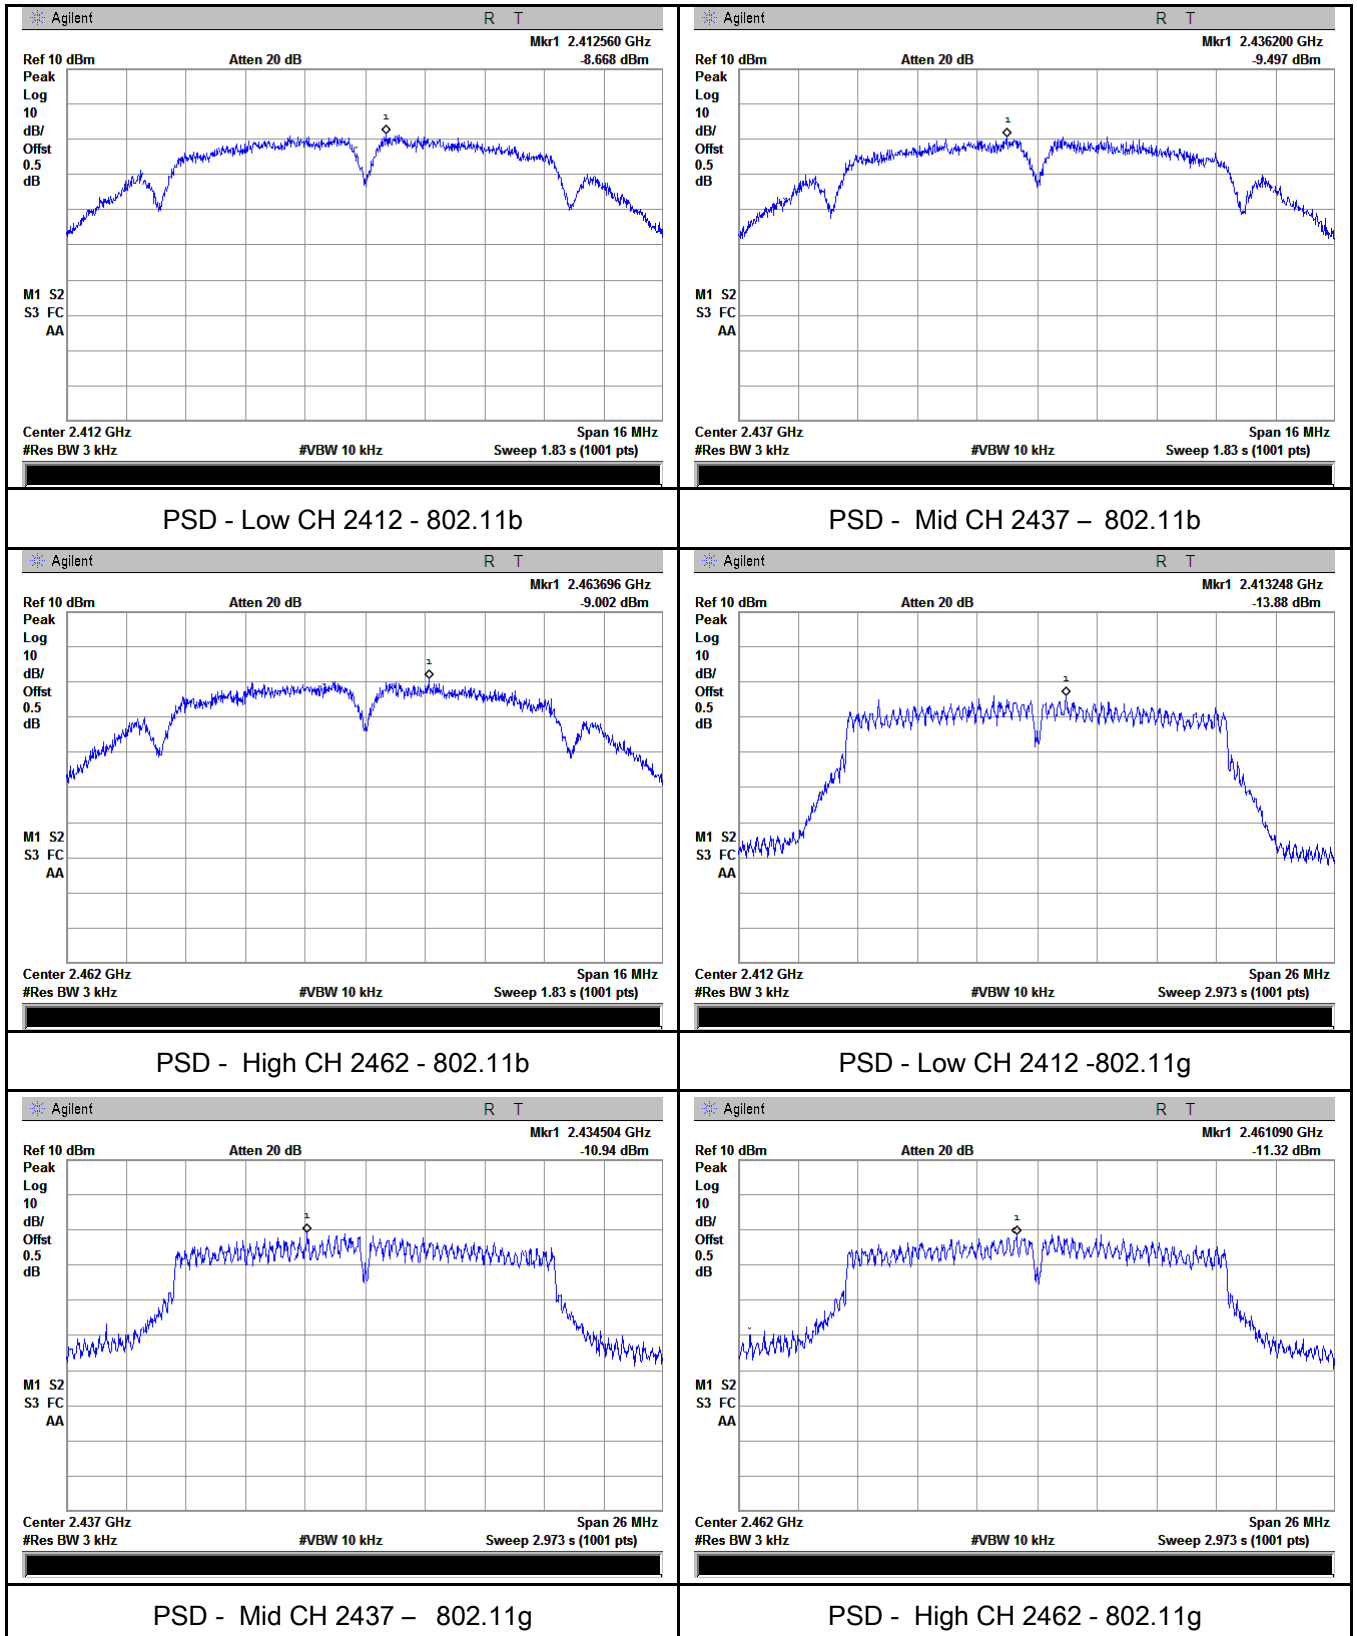 Agilent R T
Mkr1 2.412560 GHz
Ref 10 dBm Atten 20 dB -8.668 dBm
Peak
Log
10
dB/
Offst
0.5
dB
1
M1 S2
S3 FC
AA
Center 2.412 GHz Span 16 MHz
#Res BW 3 kHz #VBW 10 kHz Sweep 1.83 s (1001 pts)
PSD - Low CH 2412 - 802.11b
Agilent R T
Mkr1 2.436200 GHz
Ref 10 dBm Atten 20 dB -9.497 dBm
Peak
Log
10
dB/
Offst
0.5
dB
1
M1 S2
S3 FC
AA
Center 2.437 GHz Span 16 MHz
#Res BW 3 kHz #VBW 10 kHz Sweep 1.83 s (1001 pts)
PSD - Mid CH 2437 – 802.11b
Agilent R T
Mkr1 2.463696 GHz
Ref 10 dBm Atten 20 dB -9.002 dBm
Peak
Log
10
dB/
Offst
0.5
dB
1
M1 S2
S3 FC
AA
Center 2.462 GHz Span 16 MHz
#Res BW 3 kHz #VBW 10 kHz Sweep 1.83 s (1001 pts)
PSD - High CH 2462 - 802.11b
Agilent R T
Mkr1 2.413248 GHz
Ref 10 dBm Atten 20 dB -13.88 dBm
Peak
Log
10
dB/
Offst
0.5
dB
1
M1 S2
S3 FC
AA
Center 2.412 GHz Span 26 MHz
#Res BW 3 kHz #VBW 10 kHz Sweep 2.973 s (1001 pts)
PSD - Low CH 2412 -802.11g
Agilent R T
Mkr1 2.434504 GHz
Ref 10 dBm Atten 20 dB -10.94 dBm
Peak
Log
10
dB/
Offst
0.5
dB
1
M1 S2
S3 FC
AA
Center 2.437 GHz Span 26 MHz
#Res BW 3 kHz #VBW 10 kHz Sweep 2.973 s (1001 pts)
PSD - Mid CH 2437 – 802.11g
Agilent R T
Mkr1 2.461090 GHz
Ref 10 dBm Atten 20 dB -11.32 dBm
Peak
Log
10
dB/
Offst
0.5
dB
1
M1 S2
S3 FC
AA
Center 2.462 GHz Span 26 MHz
#Res BW 3 kHz #VBW 10 kHz Sweep 2.973 s (1001 pts)
PSD - High CH 2462 - 802.11g